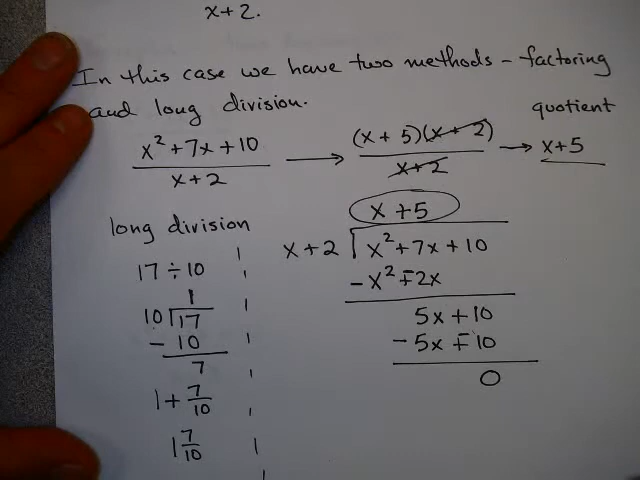 x+2.
In this case we have two methods - factoring
and long division.
quotient
x²+7x+10 / x+2 → (x+5)(x+2) / x+2 → x+5
long division
17 ÷ 10
1
10 17
- 10
7
1 + 7/10
1 7/10
x+5
x+2 x²+7x+10
- x² ∓2x
5x+10
- 5x ∓ 10
0